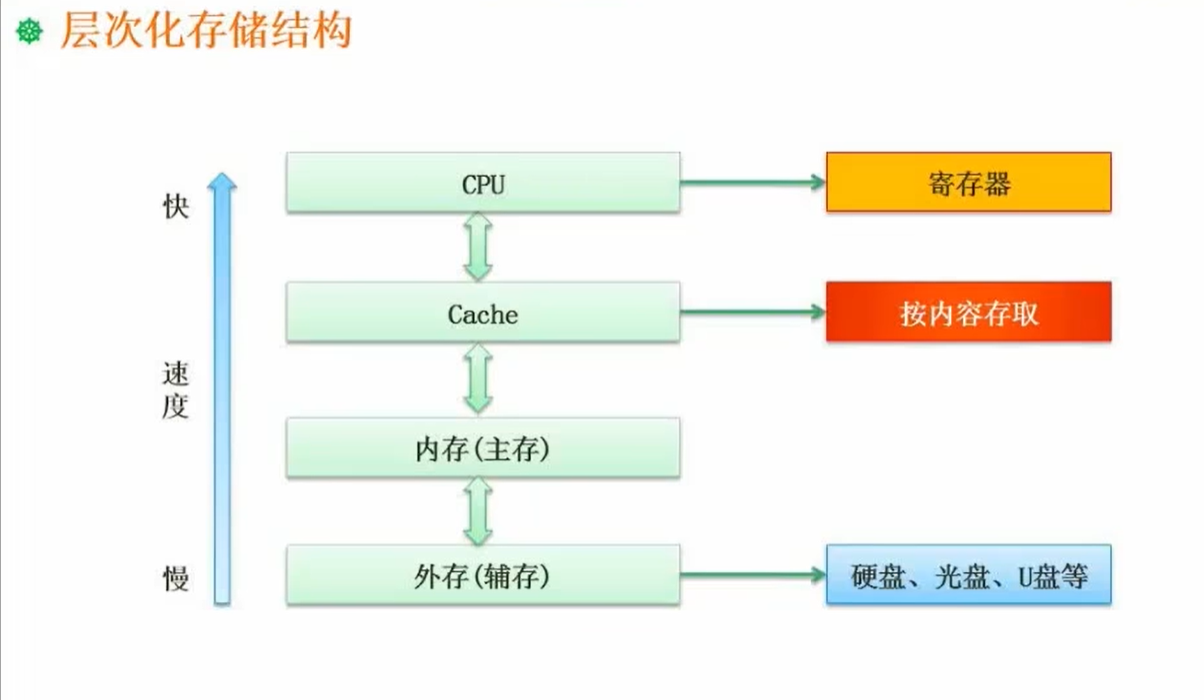 层次化存储结构
快
CPU
寄存器
Cache
按内容存取
速度
内存(主存)
慢
外存(辅存)
硬盘、光盘、U盘等